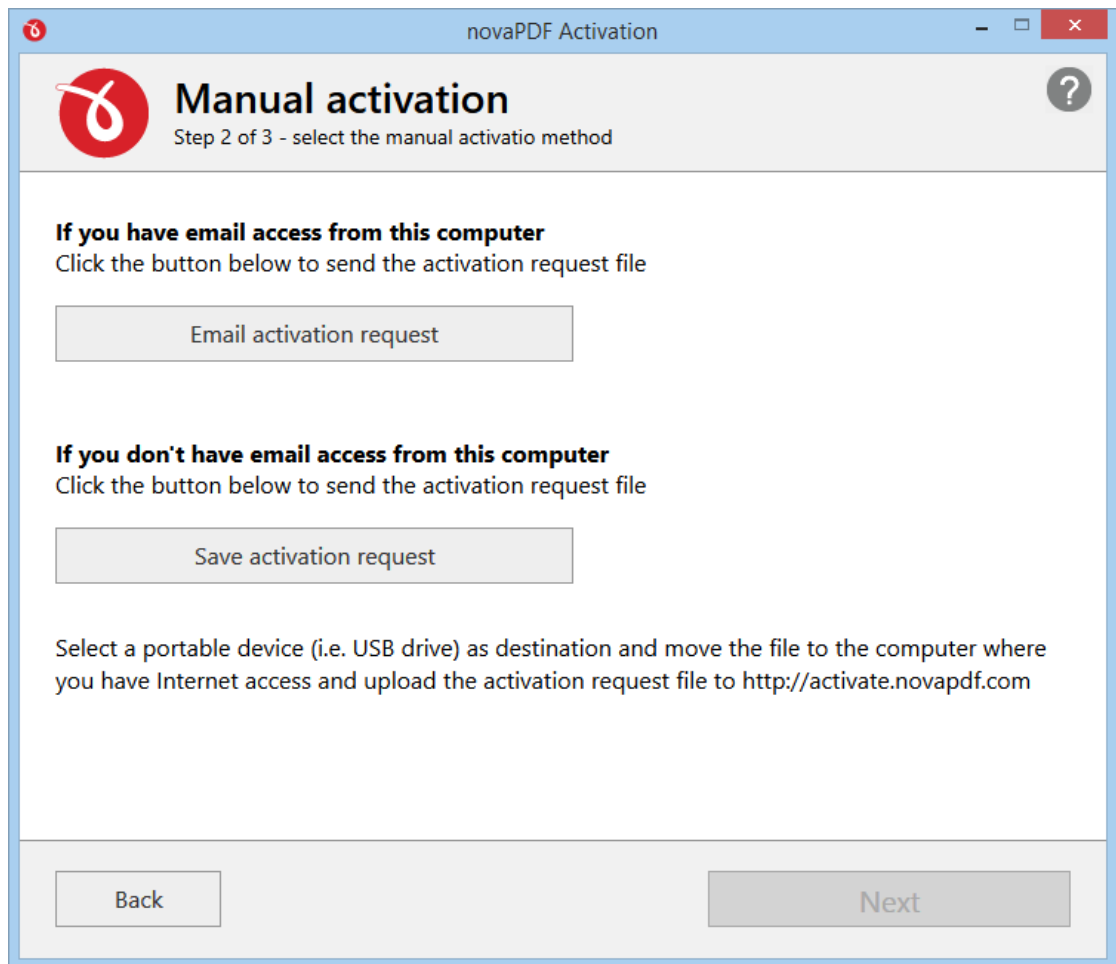 novaPDF Activation
Manual activation
Step 2 of 3 - select the manual activatio method
If you have email access from this computer
Click the button below to send the activation request file
Email activation request
If you don't have email access from this computer
Click the button below to send the activation request file
Save activation request
Select a portable device (i.e. USB drive) as destination and move the file to the computer where
you have Internet access and upload the activation request file to http://activate.novapdf.com
Back
Next